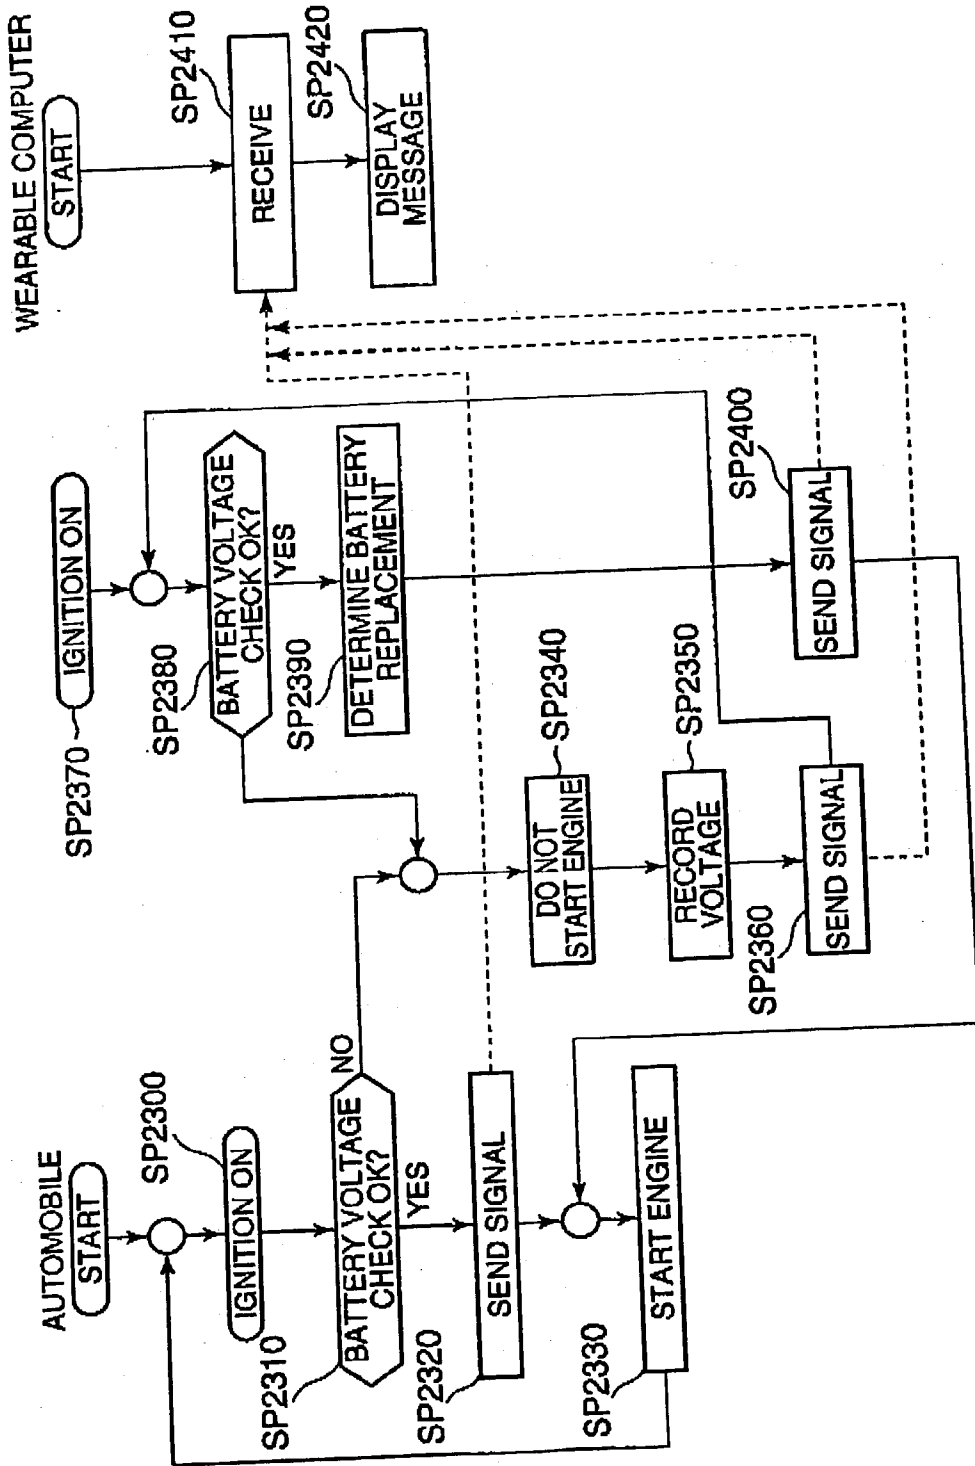 AUTOMOBILE
START
SP2300
IGNITION ON
SP2310
BATTERY VOLTAGE
CHECK OK?
NO
YES
SP2320
SEND SIGNAL
SP2330
START ENGINE
SP2340
DO NOT
START ENGINE
SP2350
RECORD
VOLTAGE
SP2360
SEND SIGNAL
SP2370
IGNITION ON
SP2380
BATTERY VOLTAGE
CHECK OK?
YES
SP2390
DETERMINE BATTERY
REPLACEMENT
SP2400
SEND SIGNAL
WEARABLE COMPUTER
START
SP2410
RECEIVE
SP2420
DISPLAY
MESSAGE